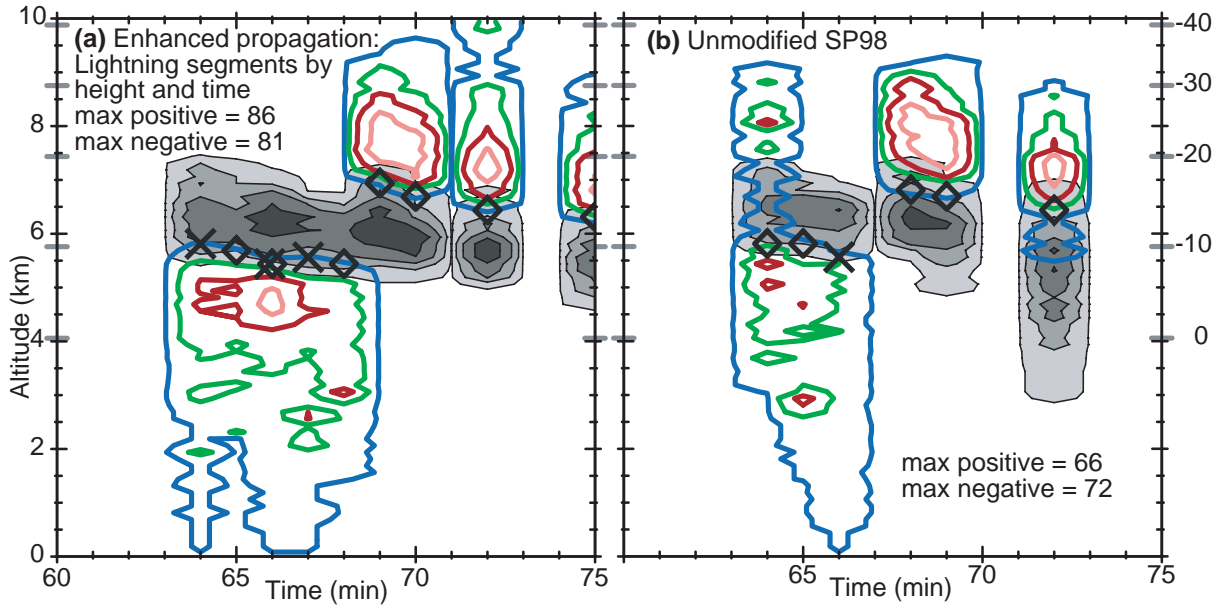 (a) Enhanced propagation:
Lightning segments by
height and time
max positive = 86
max negative = 81
(b) Unmodified SP98
max positive = 66
max negative = 72
Altitude (km)
10
8
6
4
2
0
60
65
70
75
Time (min)
65
70
75
Time (min)
-40
-30
-20
-10
0